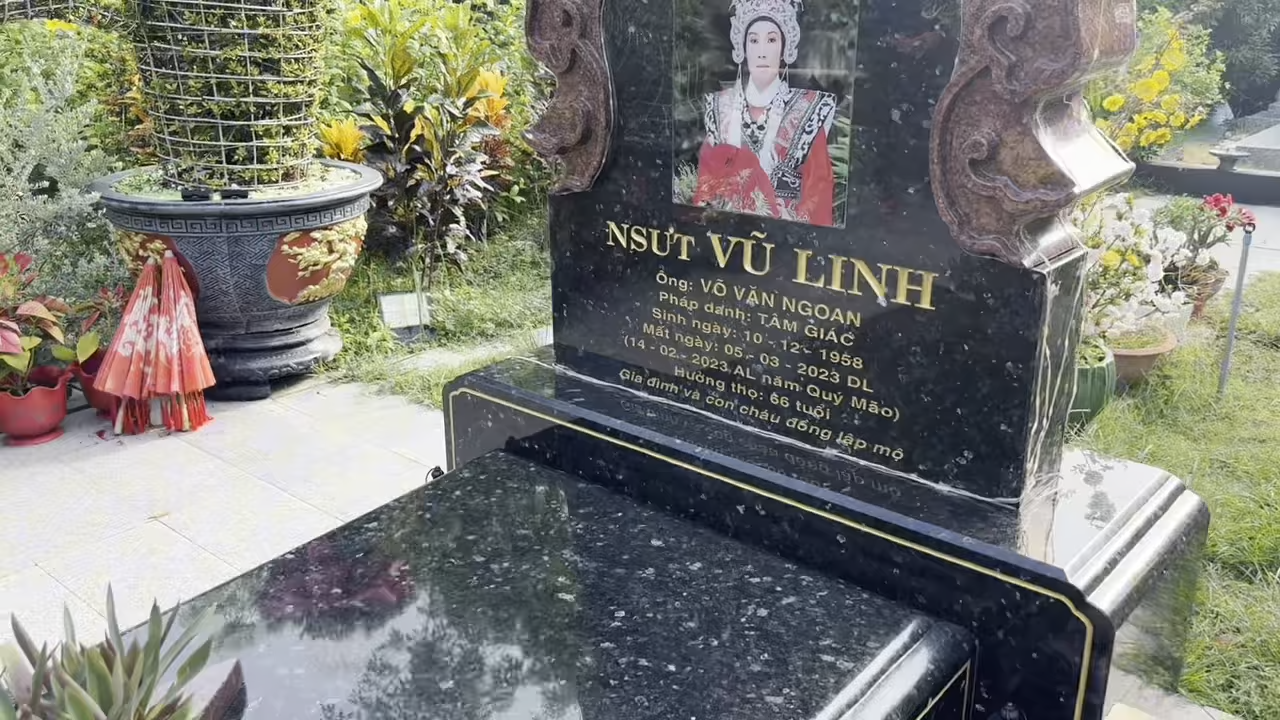 NSƯT VŨ LINH
Ông: VÕ VĂN NGOAN
Pháp danh: TÂM GIÁC
Sinh ngày: 10 - 12 - 1958
Mất ngày: 05 - 03 - 2023 DL
(14 - 02 - 2023 AL năm Quý Mão)
Hưởng thọ: 66 tuổi
Gia đình và con cháu đồng lập mộ